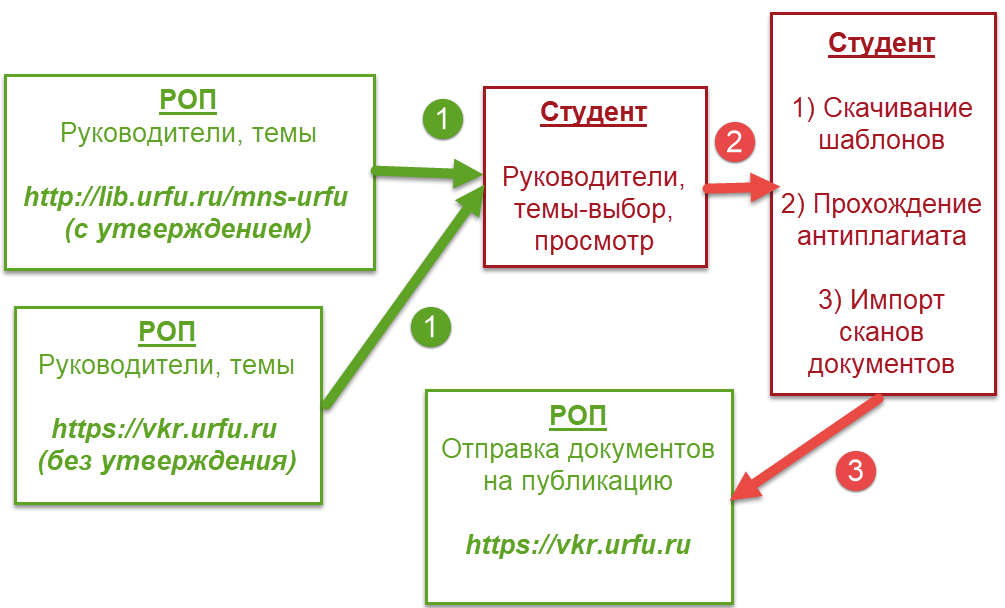 РОП
Руководители, темы
http://lib.urfu.ru/mns-urfu
(с утверждением)
1
Студент
Руководители,
темы-выбор,
просмотр
2
Студент
1) Скачивание
шаблонов
2) Прохождение
антиплагиата
3) Импорт
сканов
документов
РОП
Руководители, темы
https://vkr.urfu.ru
(без утверждения)
1
РОП
Отправка документов
на публикацию
https://vkr.urfu.ru
3